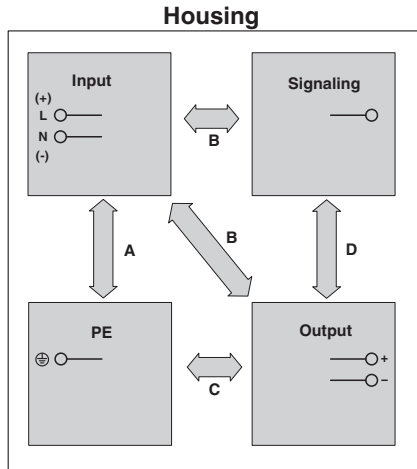 Housing
Input
(+)
L
N
(-)
Signaling
B
A
B
D
PE
Output
+
−
C